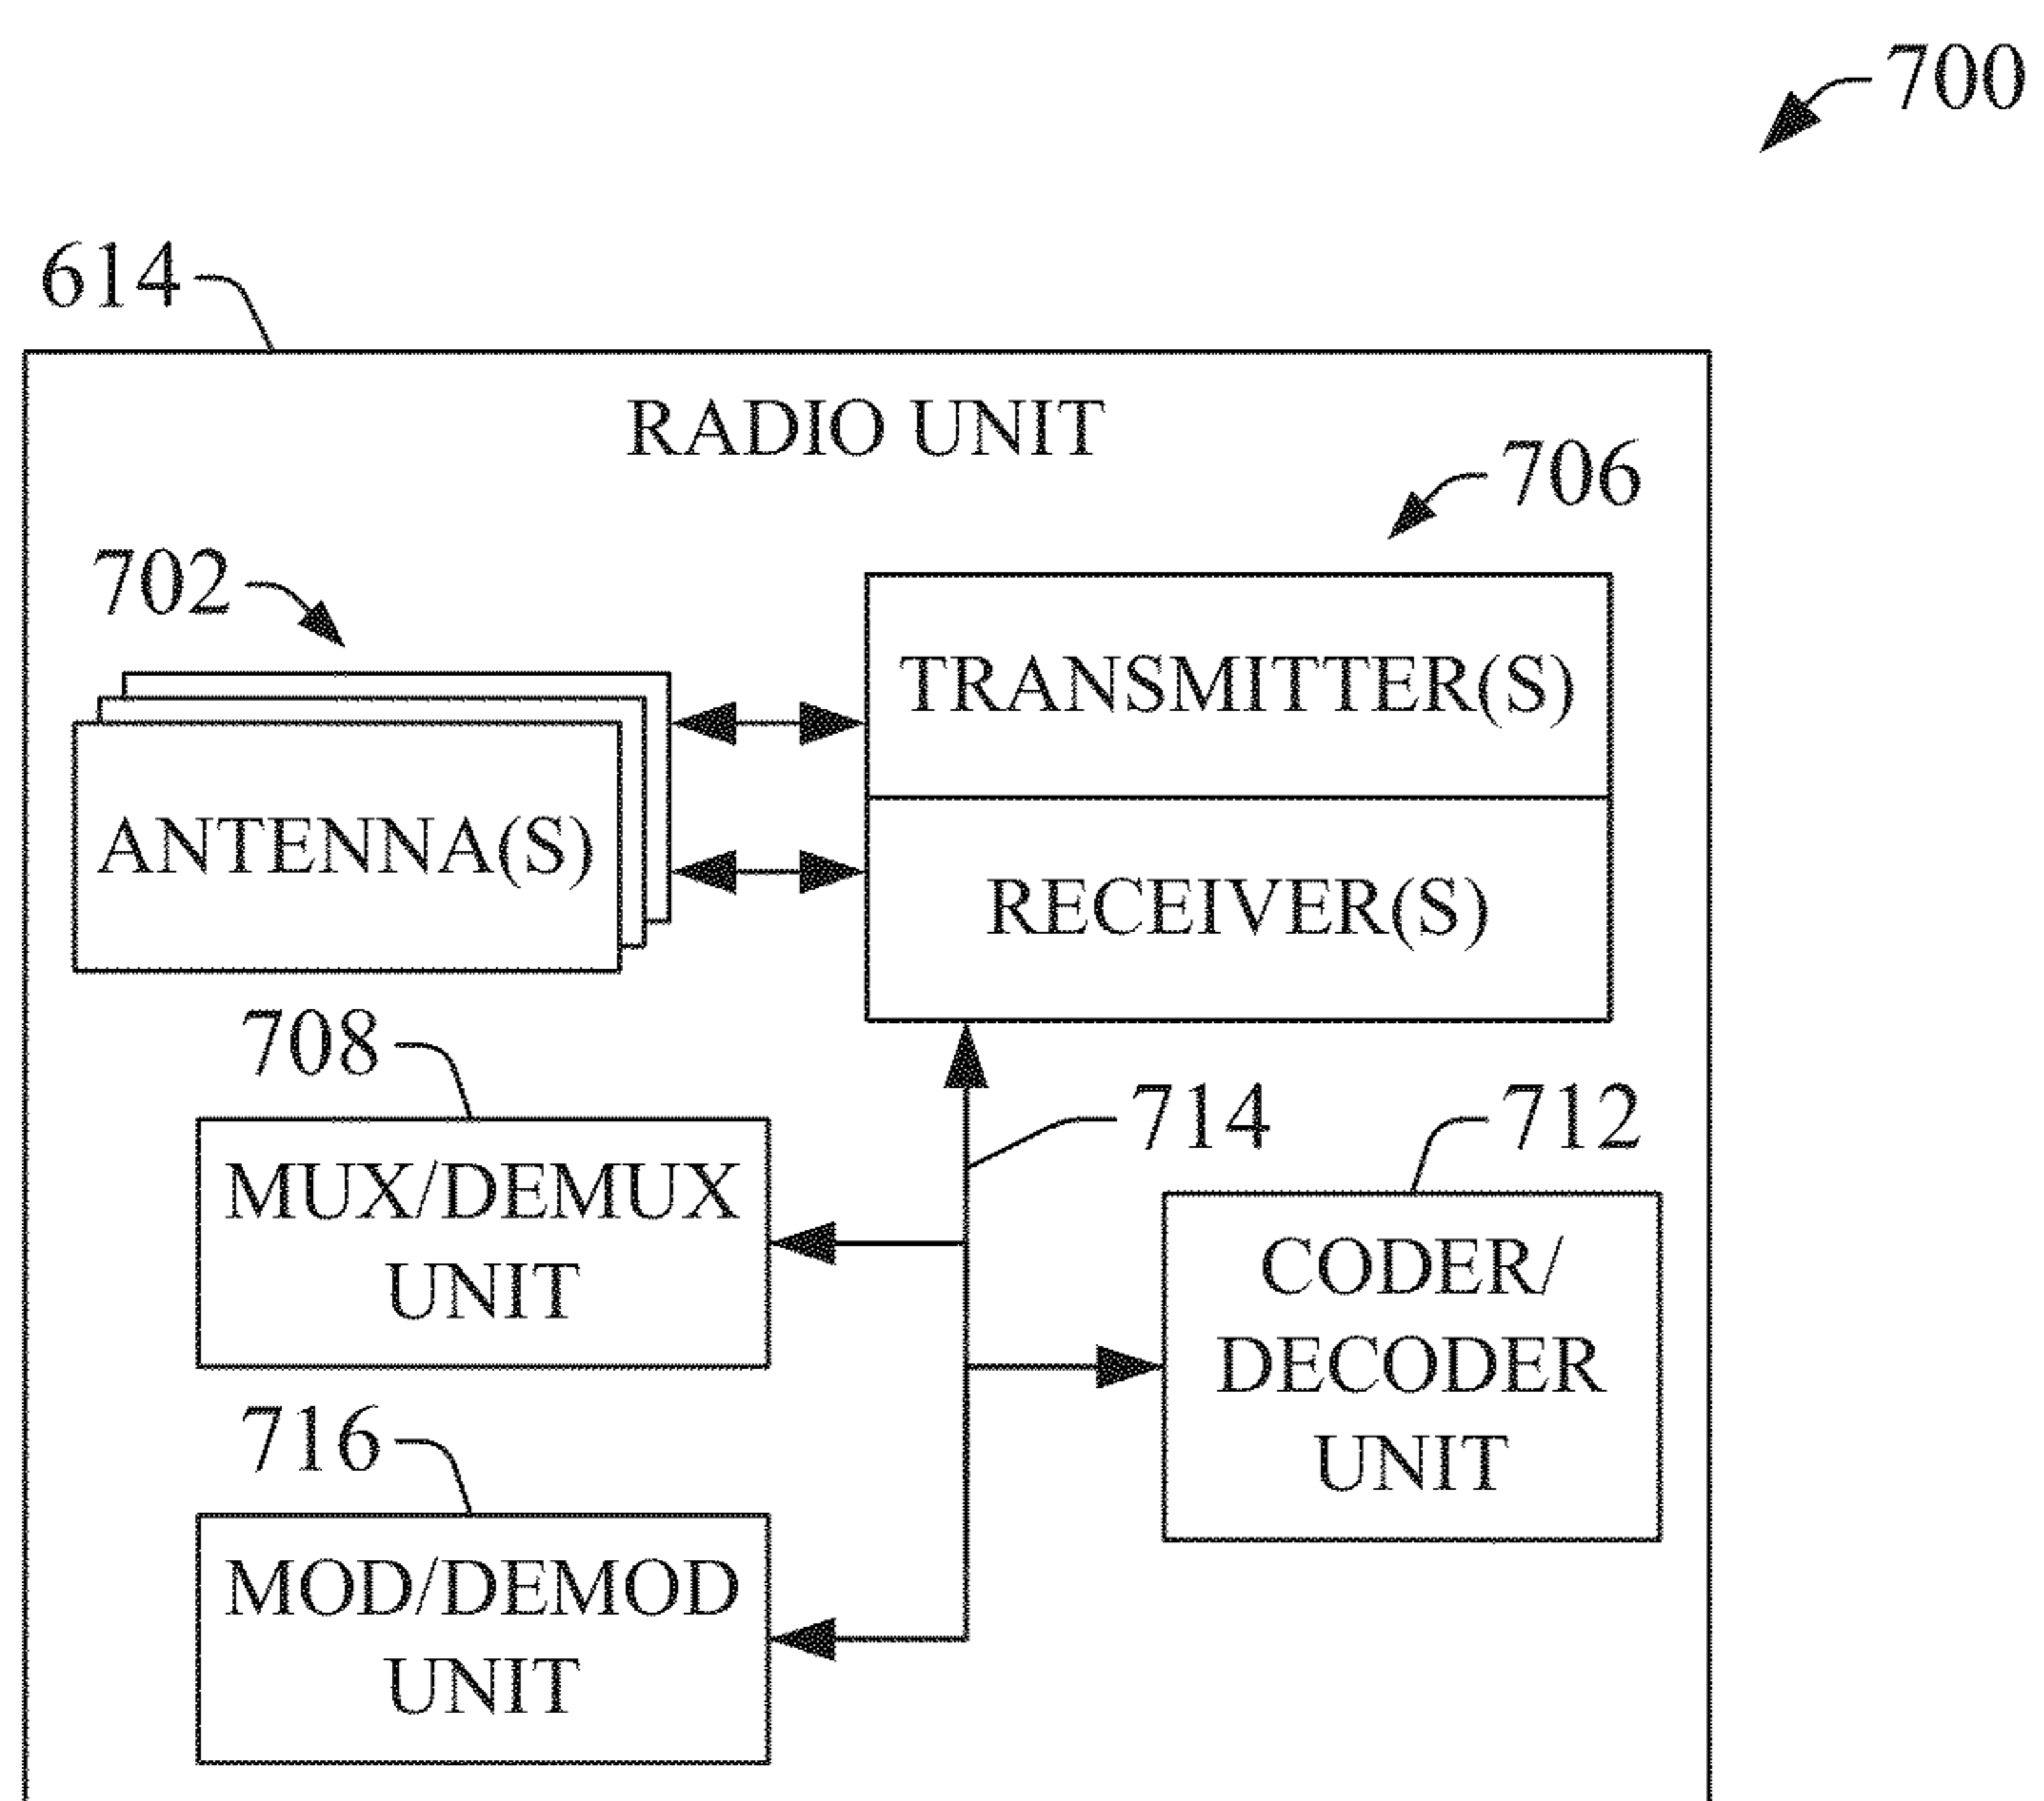 700
614
RADIO UNIT
706
702
TRANSMITTER(S)
ANTENNA(S)
RECEIVER(S)
708
714
712
MUX/DEMUX
UNIT
CODER/
DECODER
UNIT
716
MOD/DEMOD
UNIT